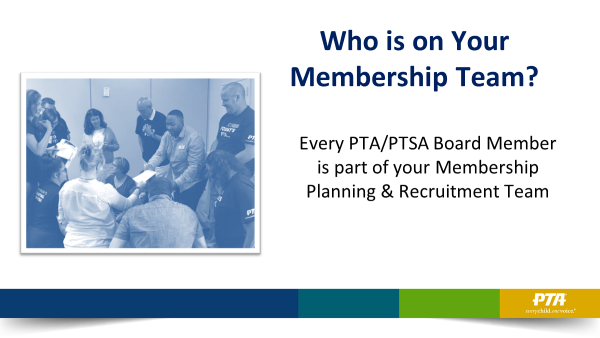 Who is on Your
Membership Team?
Every PTA/PTSA Board Member
is part of your Membership
Planning & Recruitment Team
PTA
everychild.onevoice.®